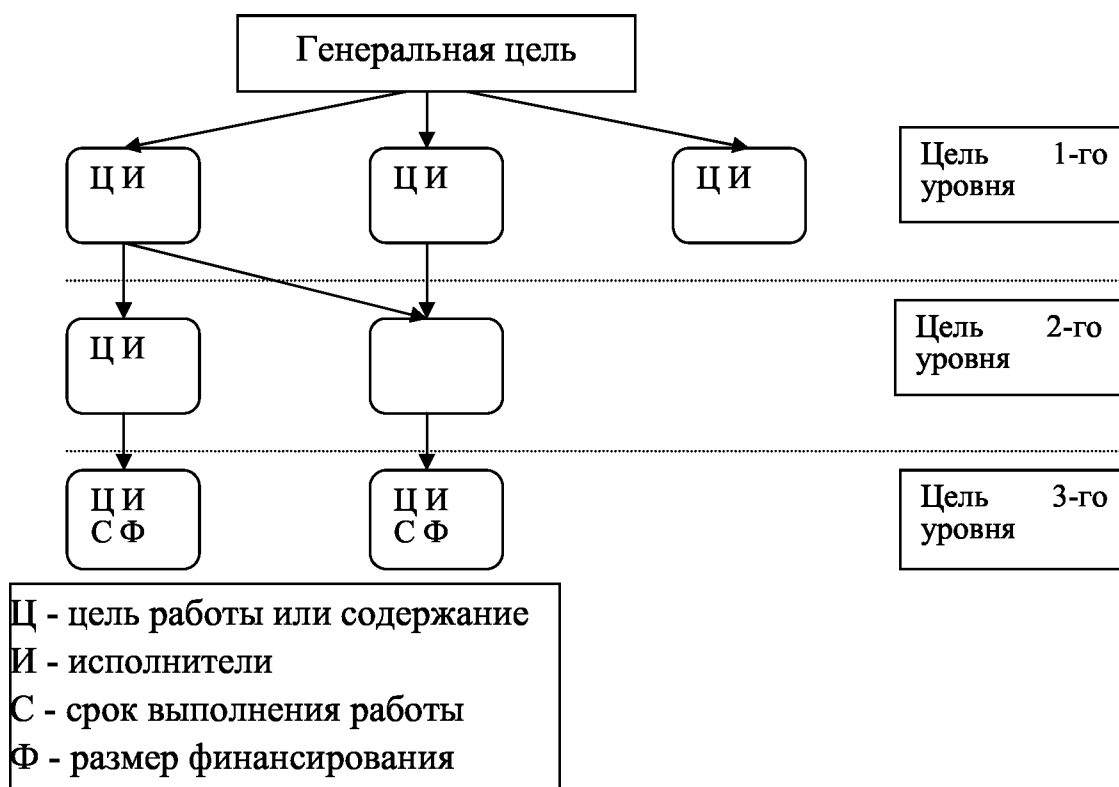 Генеральная цель
Ц И
Ц И
Ц И
Цель 1-го
уровня
Ц И
Цель 2-го
уровня
Ц И
С Ф
Ц И
С Ф
Цель 3-го
уровня
Ц - цель работы или содержание
И - исполнители
С - срок выполнения работы
Ф - размер финансирования